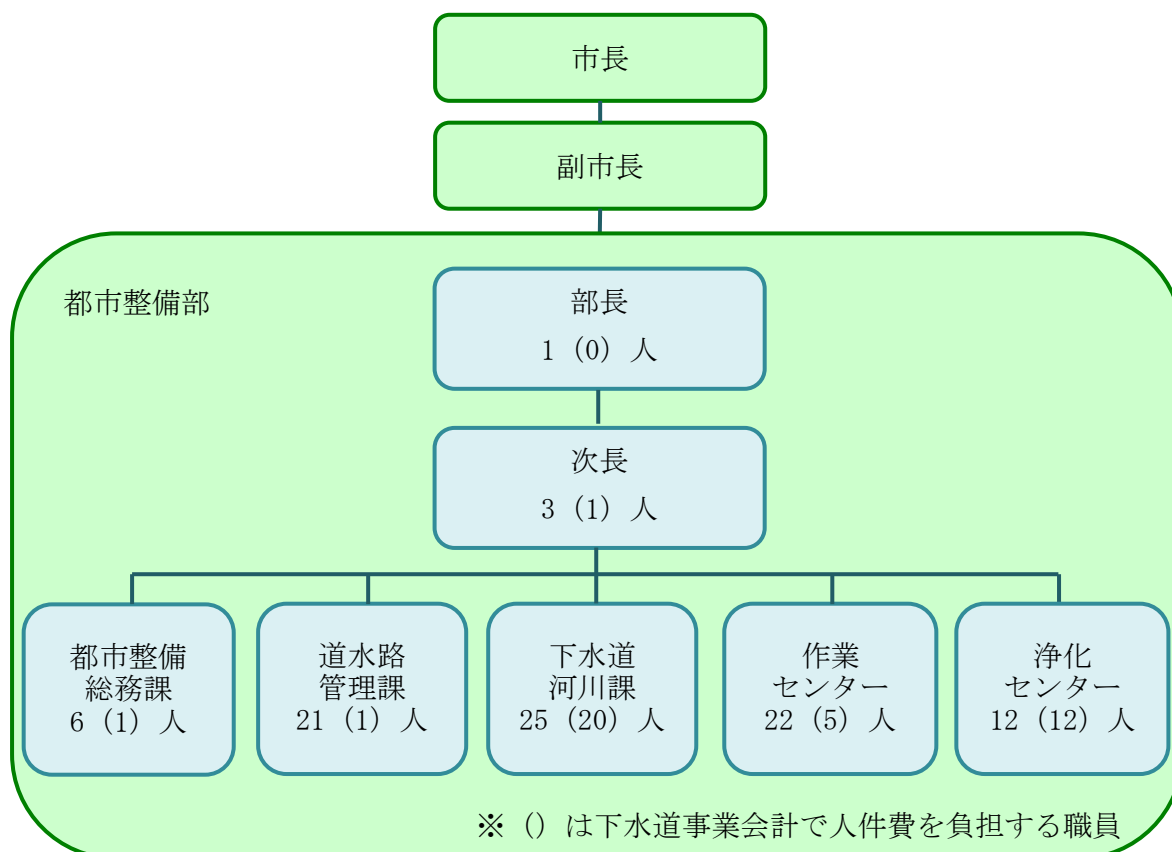 市長
副市長
都市整備部
部長
1（0）人
次長
3（1）人
都市整備
総務課
6（1）人
道水路
管理課
21（1）人
下水道
河川課
25（20）人
作業
センター
22（5）人
浄化
センター
12（12）人
※（）は下水道事業会計で人件費を負担する職員